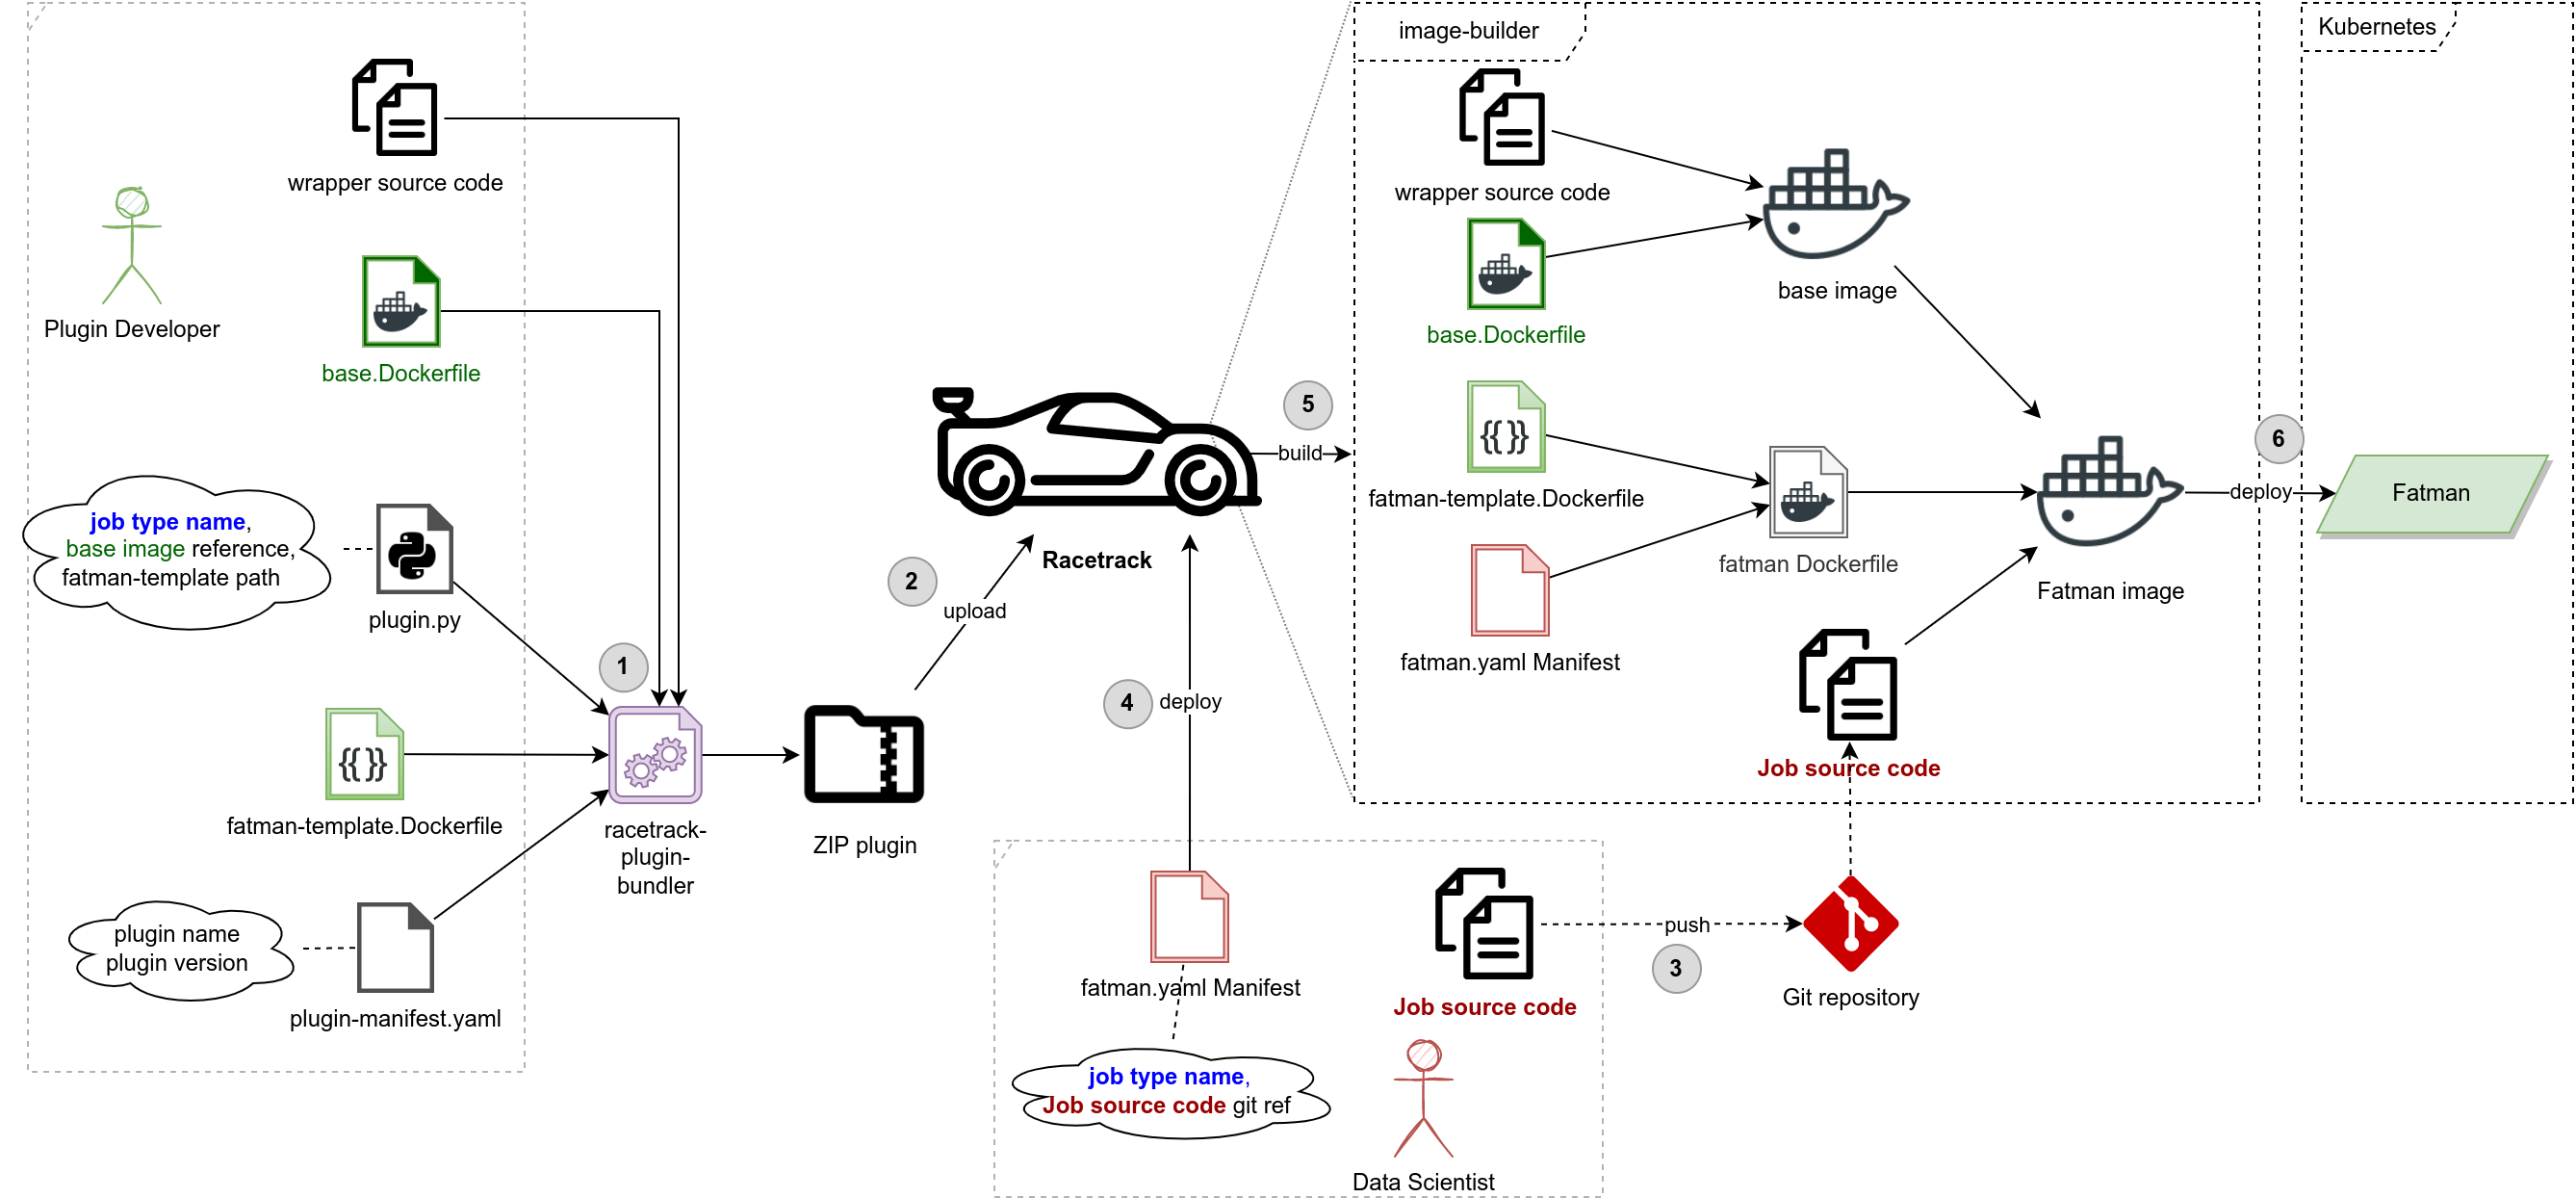 wrapper source code
Plugin Developer
base.Dockerfile
job type name,
base image reference,
fatman-template path
plugin.py
1
{{ }}
fatman-template.Dockerfile
racetrack-
plugin-
bundler
plugin name
plugin version
plugin-manifest.yaml
ZIP plugin
2
upload
Racetrack
4
deploy
5
build
image-builder
wrapper source code
base.Dockerfile
base image
{{ }}
fatman-template.Dockerfile
fatman Dockerfile
fatman.yaml Manifest
Fatman image
Job source code
6
deploy
Kubernetes
Fatman
fatman.yaml Manifest
job type name,
Job source code git ref
Job source code
Data Scientist
push
3
Git repository